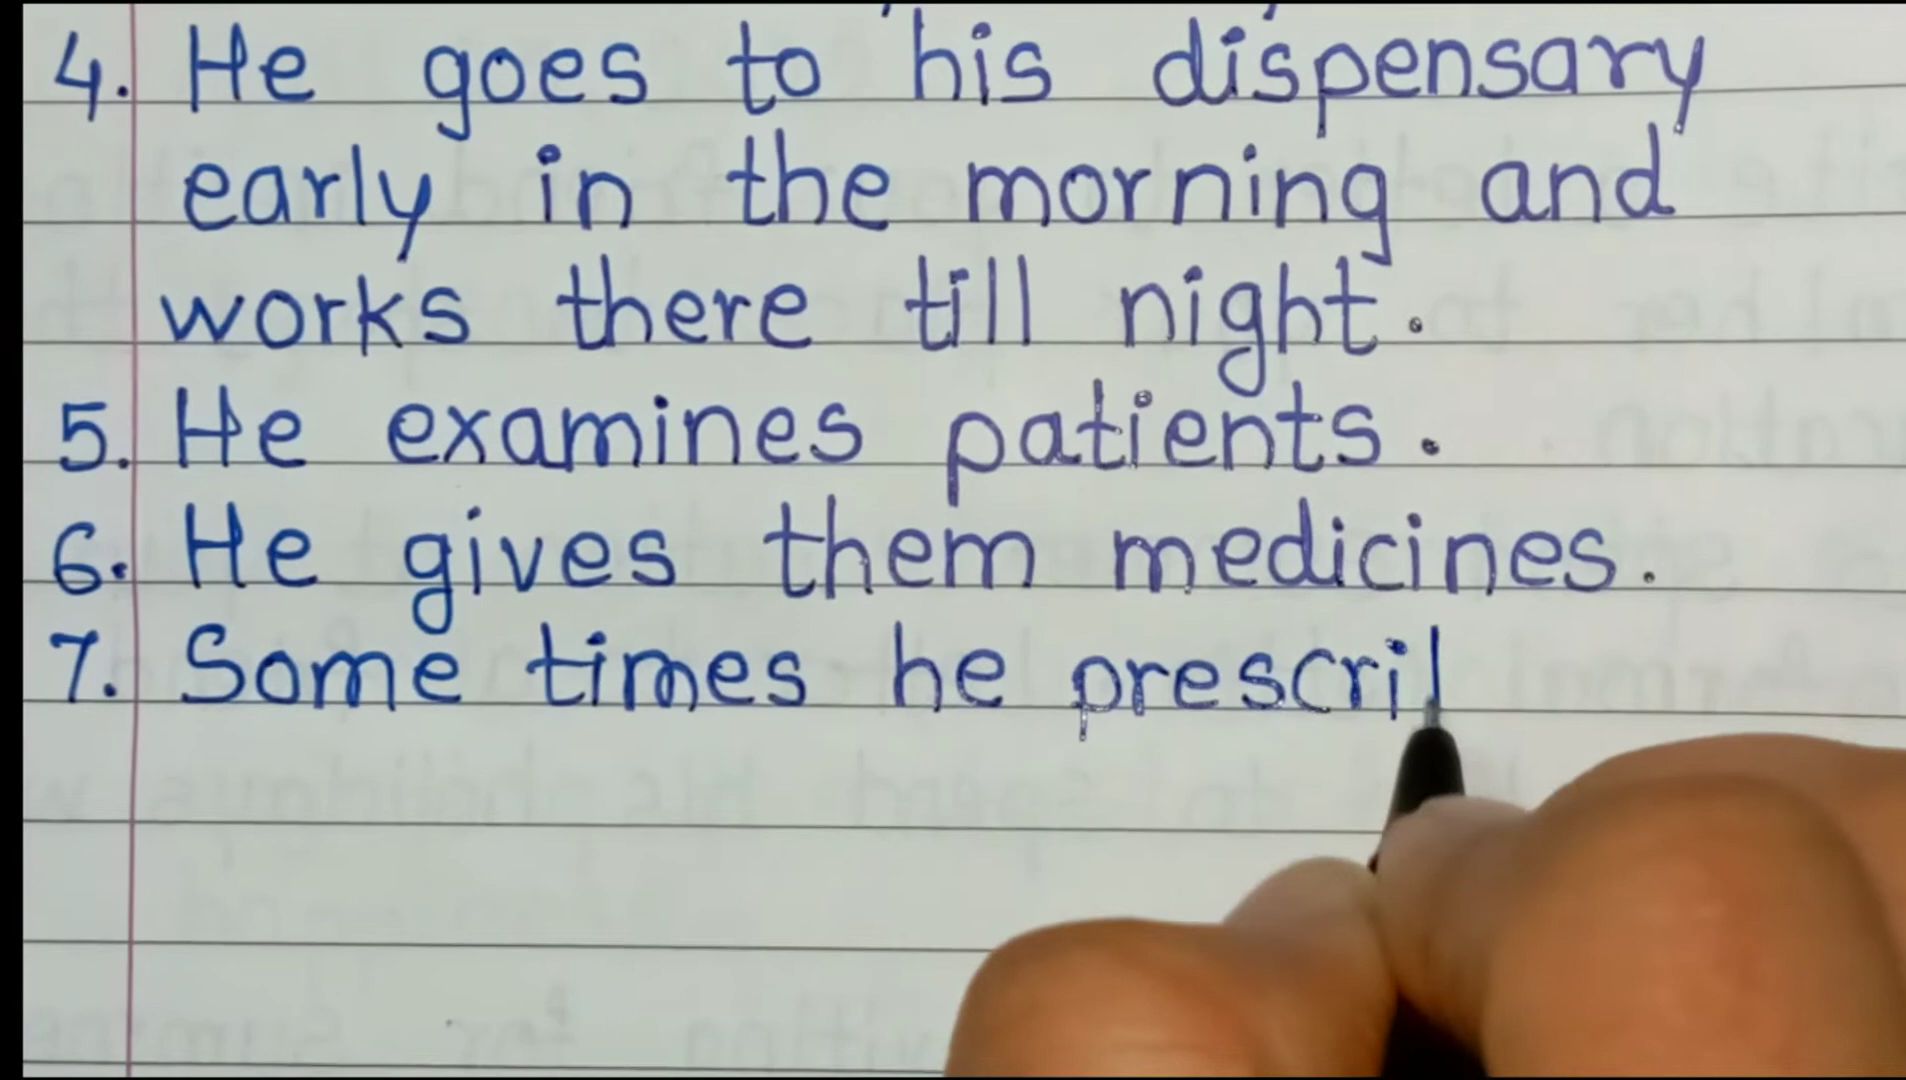 4. He goes to his dispensary
early in the morning and
works there till night.
5. He examines patients.
6. He gives them medicines.
7. Some times he